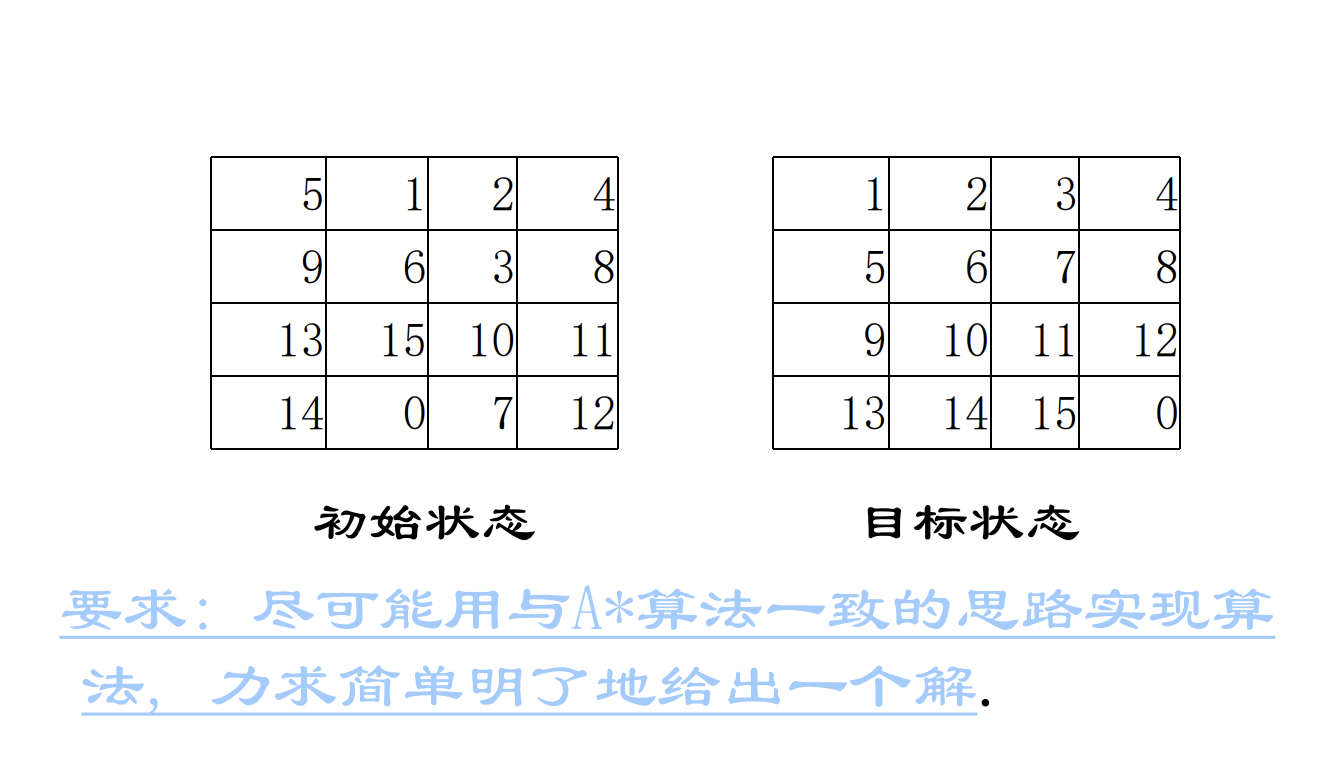 5 1 2 4 1 2 3 4
9 6 3 8 5 6 7 8
13 15 10 11 9 10 11 12
14 0 7 12 13 14 15 0
初始状态 目标状态
要求：尽可能用与A*算法一致的思路实现算
法，力求简单明了地给出一个解.